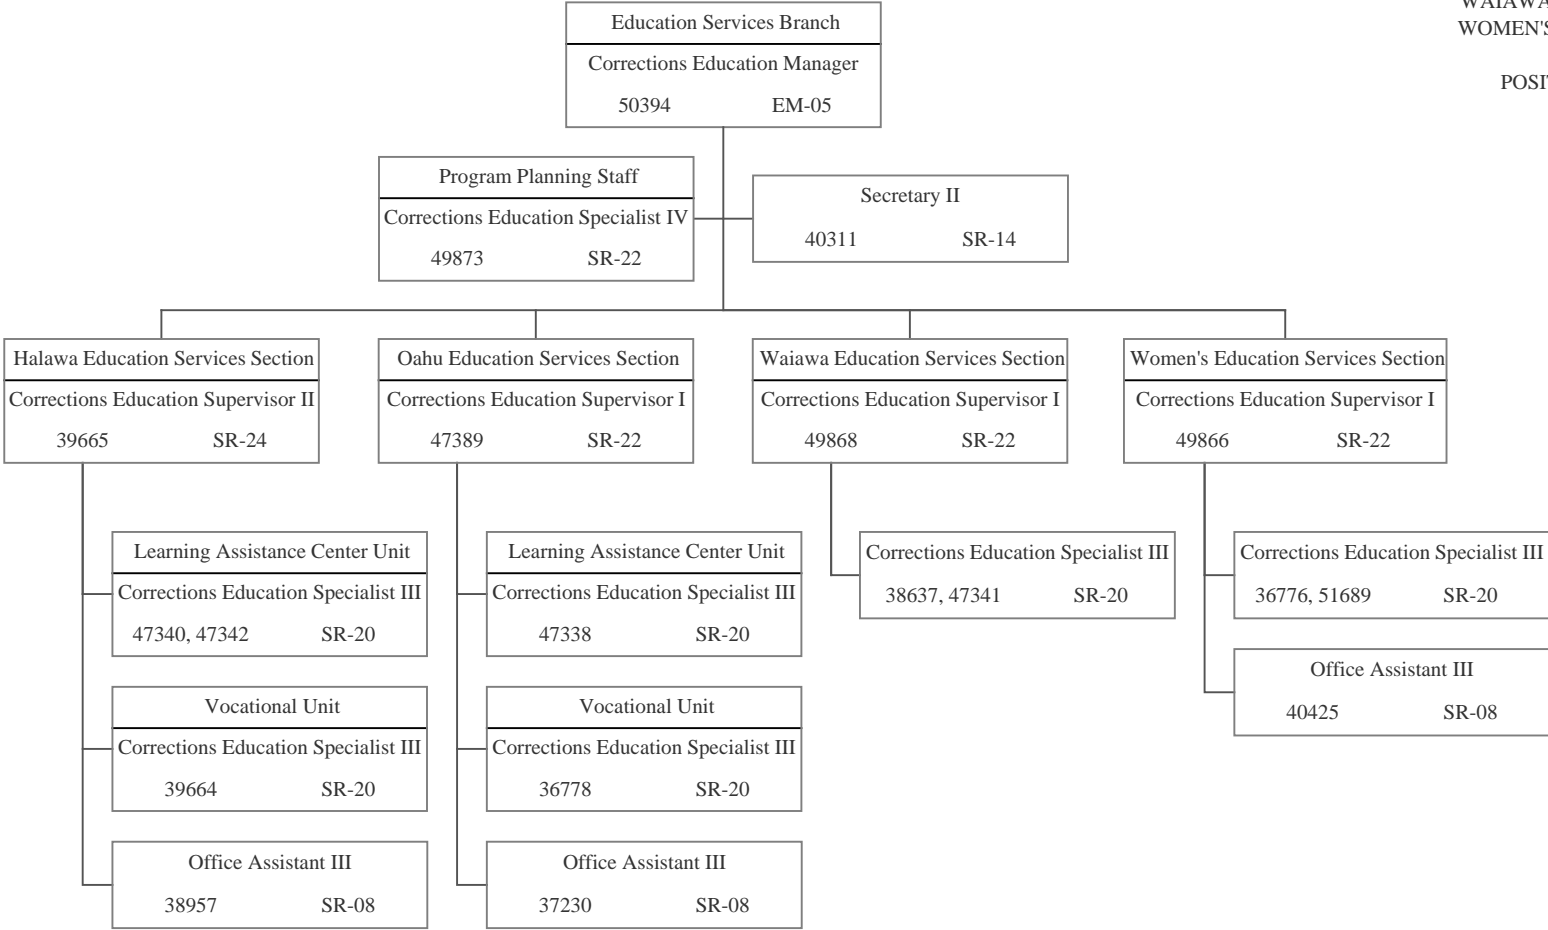 WOMEN'S
Education Services Branch
Corrections Education Manager
50394 EM-05
Program Planning Staff
Corrections Education Specialist IV
49873 SR-22
Secretary II
40311 SR-14
Halawa Education Services Section
Corrections Education Supervisor II
39665 SR-24
Oahu Education Services Section
Corrections Education Supervisor I
47389 SR-22
Waiawa Education Services Section
Corrections Education Supervisor I
49868 SR-22
Women's Education Services Section
Corrections Education Supervisor I
49866 SR-22
Learning Assistance Center Unit
Corrections Education Specialist III
47340, 47342 SR-20
Vocational Unit
Corrections Education Specialist III
39664 SR-20
Office Assistant III
38957 SR-08
Learning Assistance Center Unit
Corrections Education Specialist III
47338 SR-20
Vocational Unit
Corrections Education Specialist III
36778 SR-20
Office Assistant III
37230 SR-08
Corrections Education Specialist III
38637, 47341 SR-20
Corrections Education Specialist III
36776, 51689 SR-20
Office Assistant III
40425 SR-08